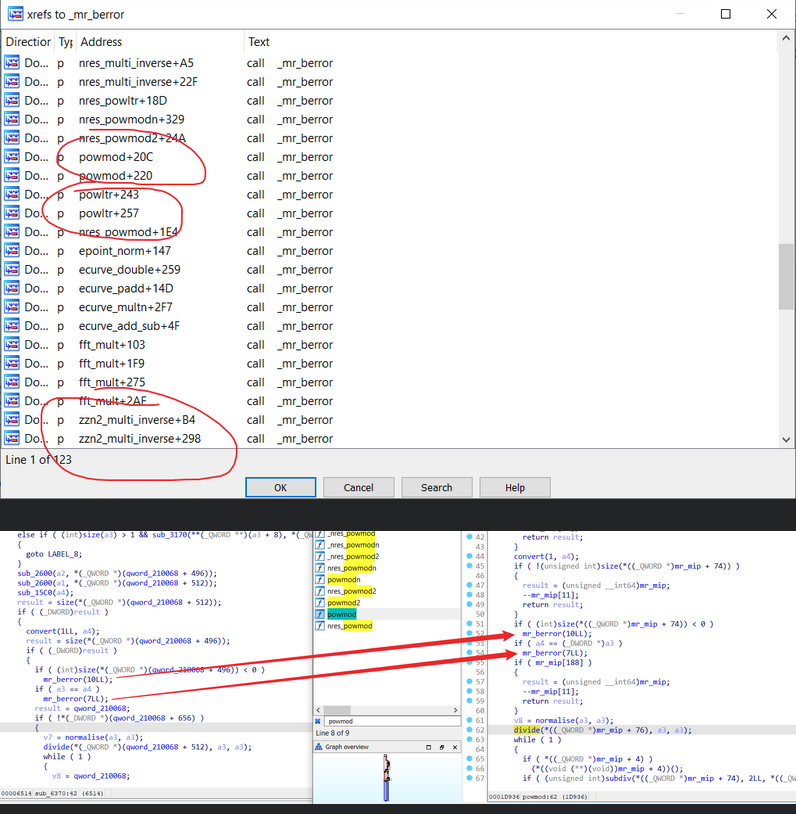 xrefs to _mr_berror
Direction Typ Address Text
Do... p nres_multi_inverse+A5 call _mr_berror
Do... p nres_multi_inverse+22F call _mr_berror
Do... p nres_powltr+18D call _mr_berror
Do... p nres_powmodn+329 call _mr_berror
Do... p nres_powmod2+24A call _mr_berror
Do... p powmod+20C call _mr_berror
Do... p powmod+220 call _mr_berror
Do... p powltr+243 call _mr_berror
Do... p powltr+257 call _mr_berror
Do... p nres_powmod+1E4 call _mr_berror
Do... p epoint_norm+147 call _mr_berror
Do... p ecurve_double+259 call _mr_berror
Do... p ecurve_padd+14D call _mr_berror
Do... p ecurve_multn+2F7 call _mr_berror
Do... p ecurve_add_sub+4F call _mr_berror
Do... p fft_mult+103 call _mr_berror
Do... p fft_mult+1F9 call _mr_berror
Do... p fft_mult+275 call _mr_berror
Do... p fft_mult+2AF call _mr_berror
Do... p zzn2_multi_inverse+B4 call _mr_berror
Do... p zzn2_multi_inverse+298 call _mr_berror
Line 1 of 123
OK Cancel Search Help
else if ( (int)size(a3) > 1 && sub_3170(**(_QWORD **)(a3 + 8), *(_Q
{
goto LABEL_8;
}
sub_2600(a2, *(_QWORD *)(qword_210068 + 496));
sub_2600(a1, *(_QWORD *)(qword_210068 + 512));
sub_15C0(a4);
result = size(*(_QWORD *)(qword_210068 + 512));
if ( (_DWORD)result )
{
convert(1LL, a4);
result = size(*(_QWORD *)(qword_210068 + 496));
if ( (_DWORD)result )
{
if ( (int)size(*(_QWORD *)(qword_210068 + 496)) < 0 )
mr_berror(10LL);
if ( a3 == a4 )
mr_berror(7LL);
result = qword_210068;
if ( !*(_DWORD *)(qword_210068 + 656) )
{
v7 = normalise(a3, a3);
divide(*(_QWORD *)(qword_210068 + 512), a3, a3);
while ( 1 )
{
v8 = qword_210068;
00006514 sub_6370:42 (6514)
_nres_powmod
_nres_powmodn
_nres_powmod2
nres_powmodn
powmodn
nres_powmod2
powmod2
powmod
nres_powmod
powmod
Line 8 of 9
Graph overview
42 return result;
43 }
44 convert(1, a4);
45 if ( !(unsigned int)size(*((_QWORD *)mr_mip + 74)) )
46 {
47 result = (unsigned __int64)mr_mip;
48 --mr_mip[11];
49 return result;
50 }
51 if ( (int)size(*((_QWORD *)mr_mip + 74)) < 0 )
52 mr_berror(10LL);
53 if ( a4 == (_DWORD *)a3 )
54 mr_berror(7LL);
55 if ( mr_mip[188] )
56 {
57 result = (unsigned __int64)mr_mip;
58 --mr_mip[11];
59 return result;
60 }
61 v8 = normalise(a3, a3);
62 divide(*((_QWORD *)mr_mip + 76), a3, a3);
63 while ( 1 )
64 {
65 if ( *((_QWORD *)mr_mip + 4) )
66 (*((void (**)(void))mr_mip + 4))();
67 if ( (unsigned int)subdiv(*((_QWORD *)mr_mip + 74), 2LL, *((_
0001D936 powmod:62 (1D936)